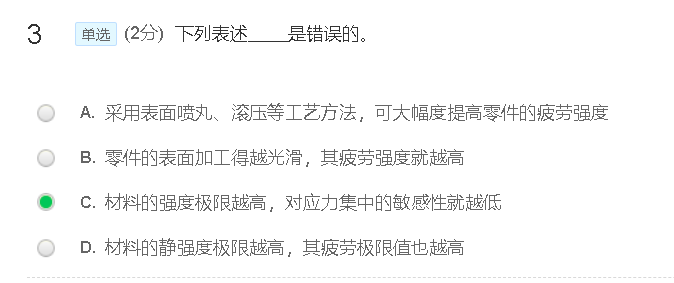 3 单选 (2分) 下列表述_____是错误的。
A. 采用表面喷丸、滚压等工艺方法，可大幅度提高零件的疲劳强度
B. 零件的表面加工得越光滑，其疲劳强度就越高
C. 材料的强度极限越高，对应力集中的敏感性就越低
D. 材料的静强度极限越高，其疲劳极限值也越高